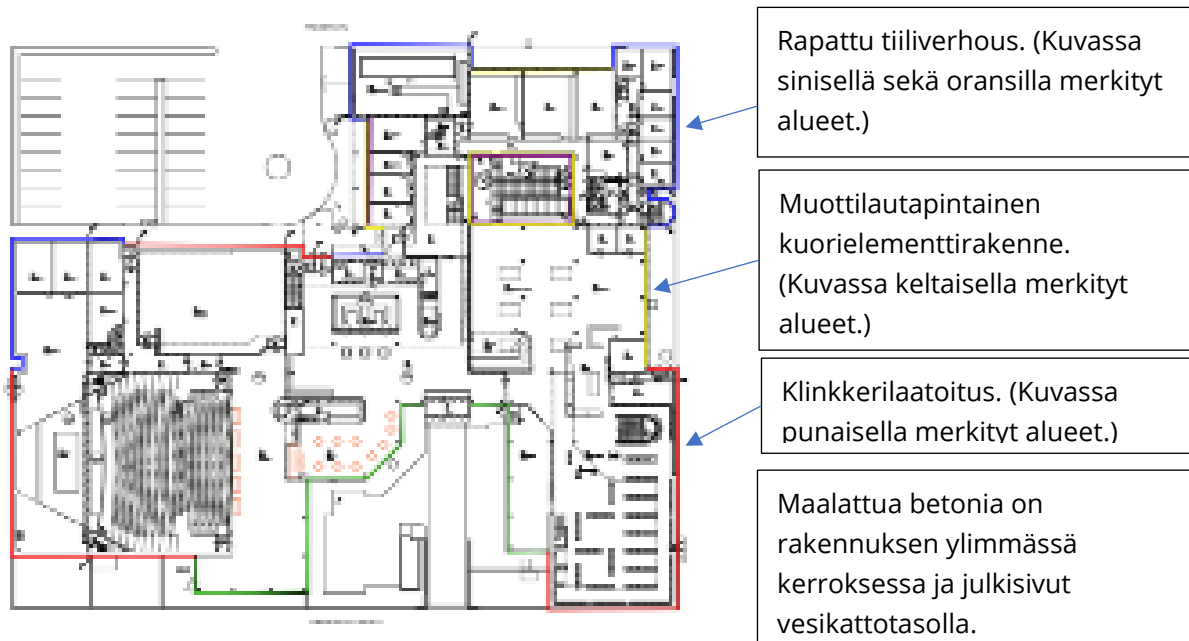 Rapattu tiiliverhous. (Kuvassa
sinisellä sekä oransilla merkityt
alueet.)
Muottilautapintainen
kuorielementtirakenne.
(Kuvassa keltaisella merkityt
alueet.)
Klinkkerilaatoitus. (Kuvassa
punaisella merkityt alueet.)
Maalattua betonia on
rakennuksen ylimmässä
kerroksessa ja julkisivut
vesikattotasolla.